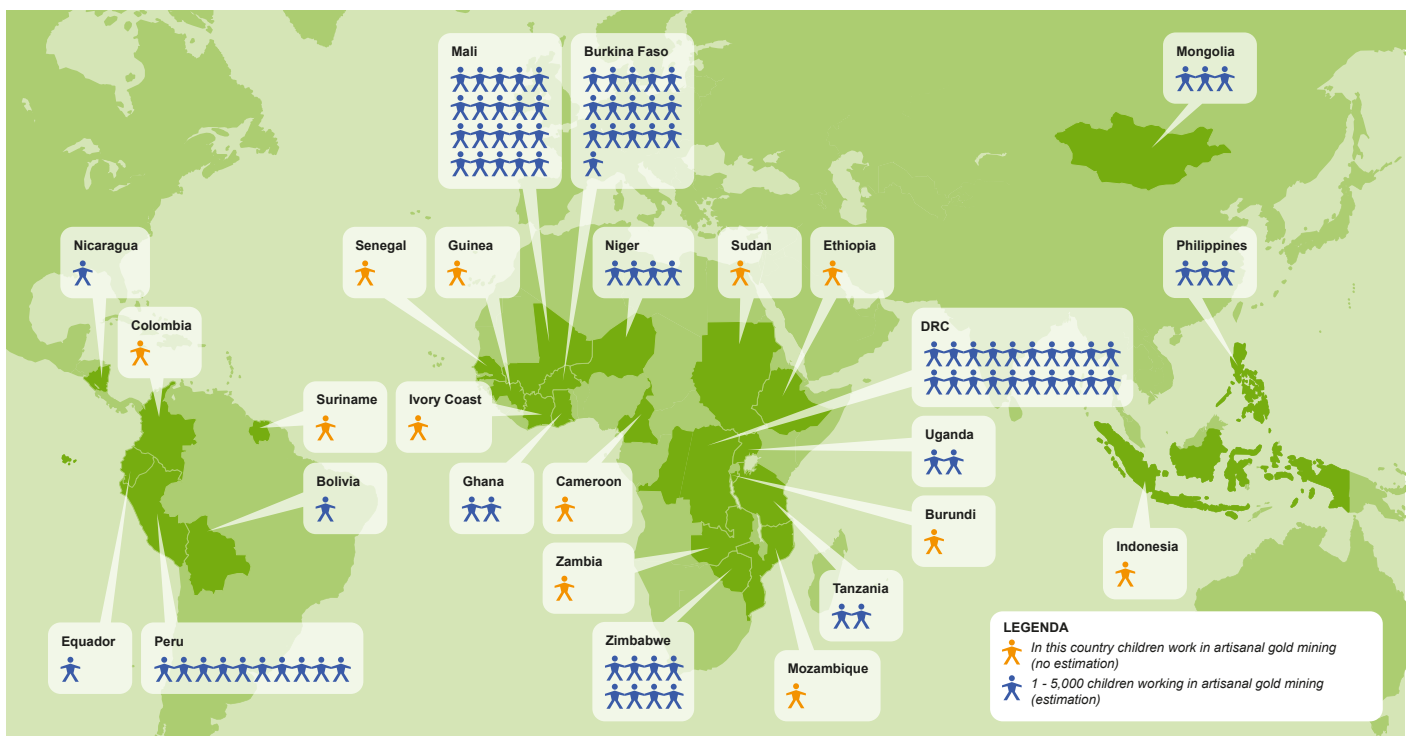 Mali
Burkina Faso
Mongolia
Nicaragua
Senegal
Guinea
Niger
Sudan
Ethiopia
Philippines
Colombia
DRC
Suriname
Ivory Coast
Uganda
Bolivia
Ghana
Cameroon
Burundi
Indonesia
Zambia
Tanzania
Equador
Peru
Zimbabwe
Mozambique
LEGENDA
In this country children work in artisanal gold mining
(no estimation)
1 - 5,000 children working in artisanal gold mining
(estimation)